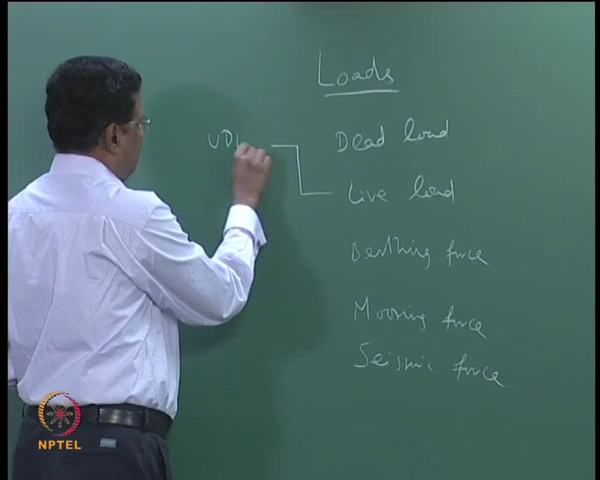 Loads
Dead load
UDL
Live load
Berthing force
Mooring force
Seismic force
NPTEL